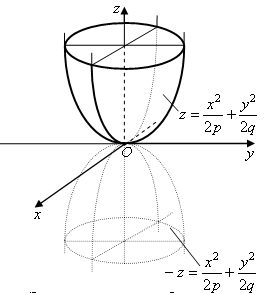 z
z = x²/2p + y²/2q
O
y
x
-z = x²/2p + y²/2q